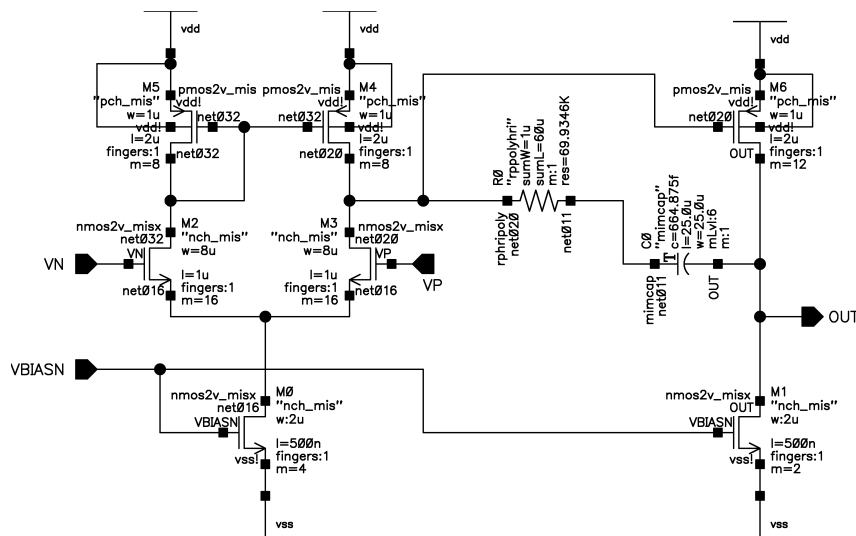 vdd
vdd
vdd
pmos2v_mis
M5
"pch_mis"
w=1u
vdd!
vdd!
l=2u
fingers:1
m=8
net032
net032
pmos2v_mis
M4
"pch_mis"
w=1u
vdd!
vdd!
l=2u
fingers:1
m=8
net032
net020
pmos2v_mis
M6
"pch_mis"
w=1u
vdd!
vdd!
l=2u
fingers:1
m=12
net020
OUT
R0
"rppolyhri"
sumW=1u
sumL=60u
m:1
res=69.9346K
rphripoly
net020
net011
C0
"mimcap"
c=664.875f
l=25.0u
w=25.0u
mLvl:6
m:1
T
mimcap
net011
OUT
M2
nmos2v_misx
net032
"nch_mis"
w=8u
VN
VN
l=1u
fingers:1
m=16
net016
M3
nmos2v_misx
net020
"nch_mis"
w=8u
VP
VP
l=1u
fingers:1
m=16
net016
OUT
VBIASN
nmos2v_misx
M0
net016
"nch_mis"
w:2u
VBIASN
l=500n
vss!
fingers:1
m=4
vss
nmos2v_misx
M1
OUT
"nch_mis"
w:2u
VBIASN
l=500n
vss!
fingers:1
m=2
vss